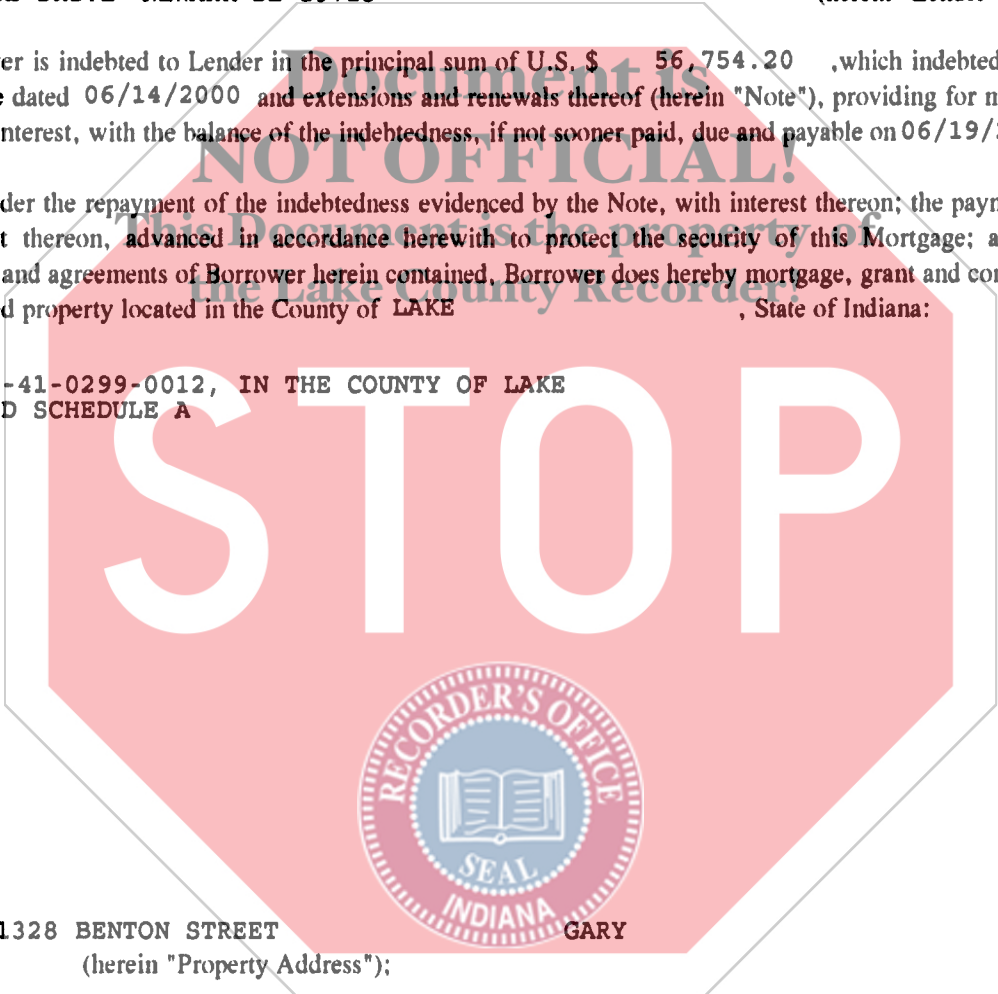 er is indebted to Lender in the principal sum of U.S. $ 56,754.20 ,which indebted
dated 06/14/2000 and extensions and renewals thereof (herein "Note"), providing for
nterest, with the balance of the indebtedness, if not sooner paid, due and payable on 06/19/
der the repayment of the indebtedness evidenced by the Note, with interest thereon; the payn
t thereon, advanced in accordance herewith to protect the security of this Mortgage; a
and agreements of Borrower herein contained, Borrower does hereby mortgage, grant and con
d property located in the County of LAKE , State of Indiana:
Document is
NOT OFFICIAL!
This Document is the property of
the Lake County Recorder!
-41-0299-0012, IN THE COUNTY OF LAKE
D SCHEDULE A
STOP
RECORDER'S OFFICE
SEAL
INDIANA
1328 BENTON STREET GARY
(herein "Property Address");